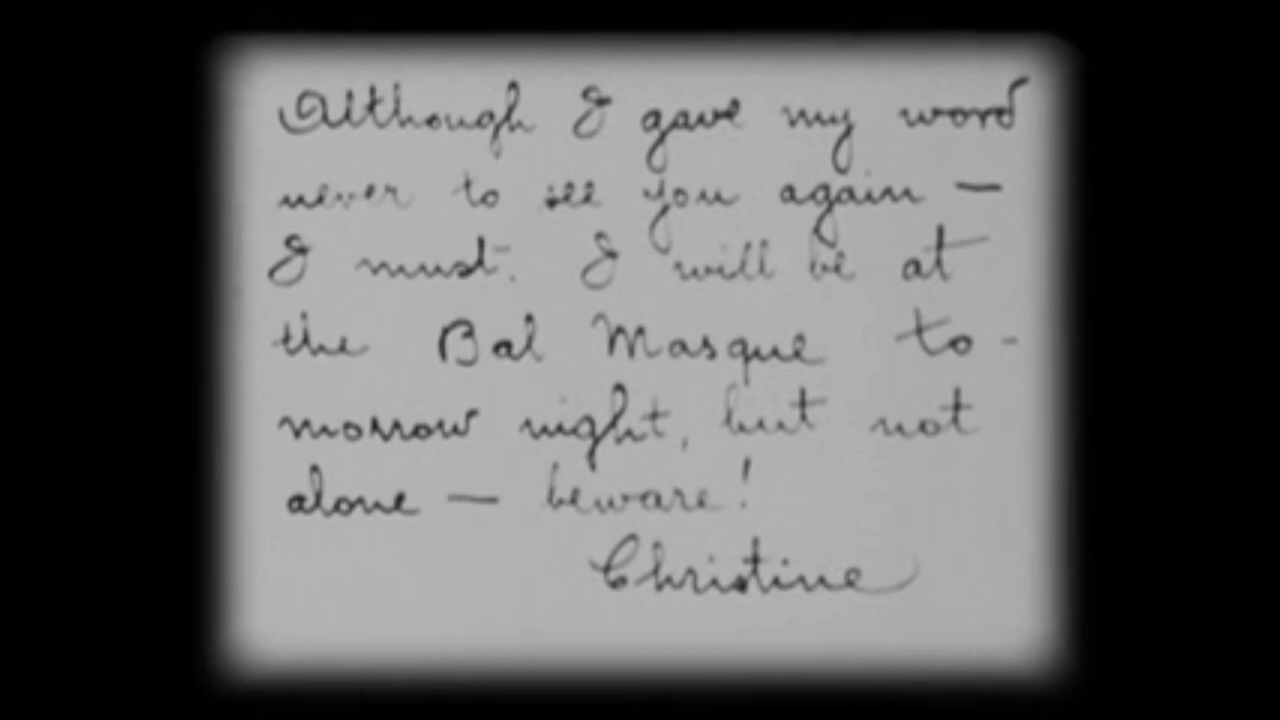 Although I gave my word
never to see you again —
I must. I will be at
the Bal Masque to-
morrow night, but not
alone — beware!
Christine